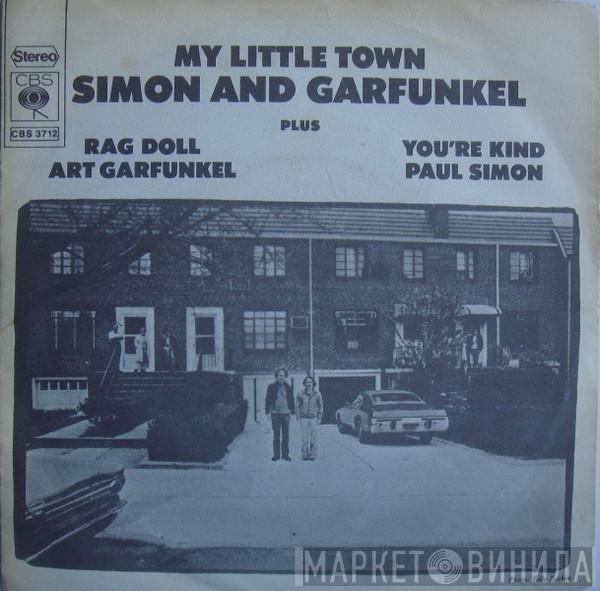 Stereo
CBS
CBS 3712
MY LITTLE TOWN
SIMON AND GARFUNKEL
PLUS
RAG DOLL
ART GARFUNKEL
YOU'RE KIND
PAUL SIMON
МАРКЕТ ВИНИЛА